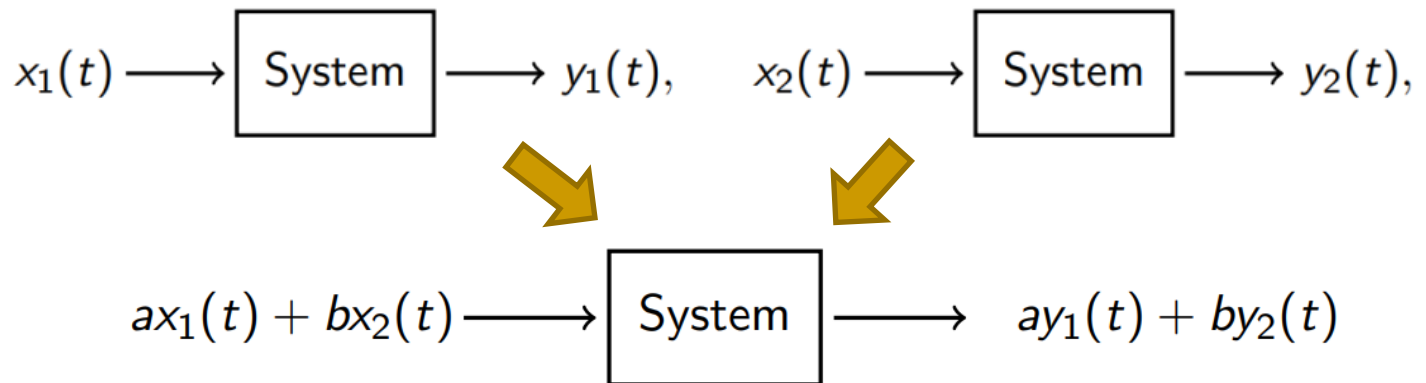 x₁(t) System y₁(t), x₂(t) System y₂(t),
ax₁(t) + bx₂(t) System ay₁(t) + by₂(t)